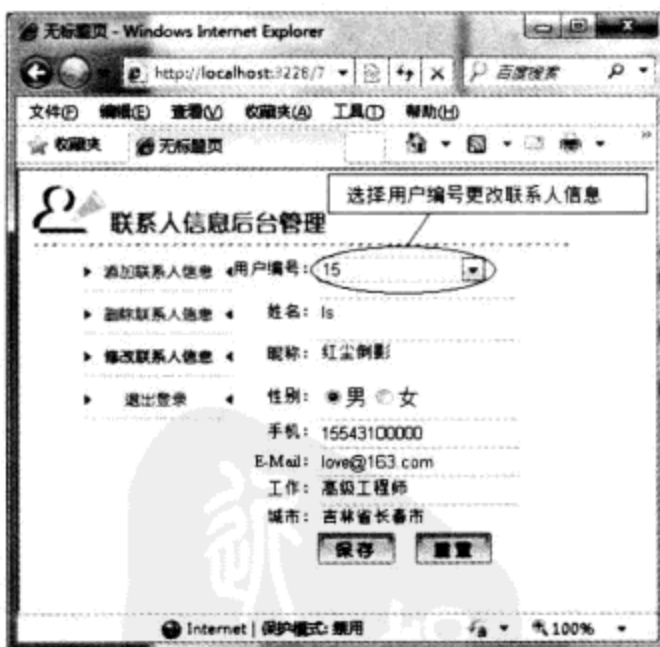 无标题页 - Windows Internet Explorer
http://localhost:3228/7
百度搜索
文件(F) 编辑(E) 查看(V) 收藏夹(A) 工具(T) 帮助(H)
收藏夹 无标题页
选择用户编号更改联系人信息
联系人信息后台管理
添加联系人信息
删除联系人信息
修改联系人信息
退出登录
用户编号: 15
姓名: ls
昵称: 红尘倒影
性别: 男 女
手机: 15543100000
E-Mail: love@163.com
工作: 高级工程师
城市: 吉林省长春市
保存 重置
Internet | 保护模式: 禁用 100%